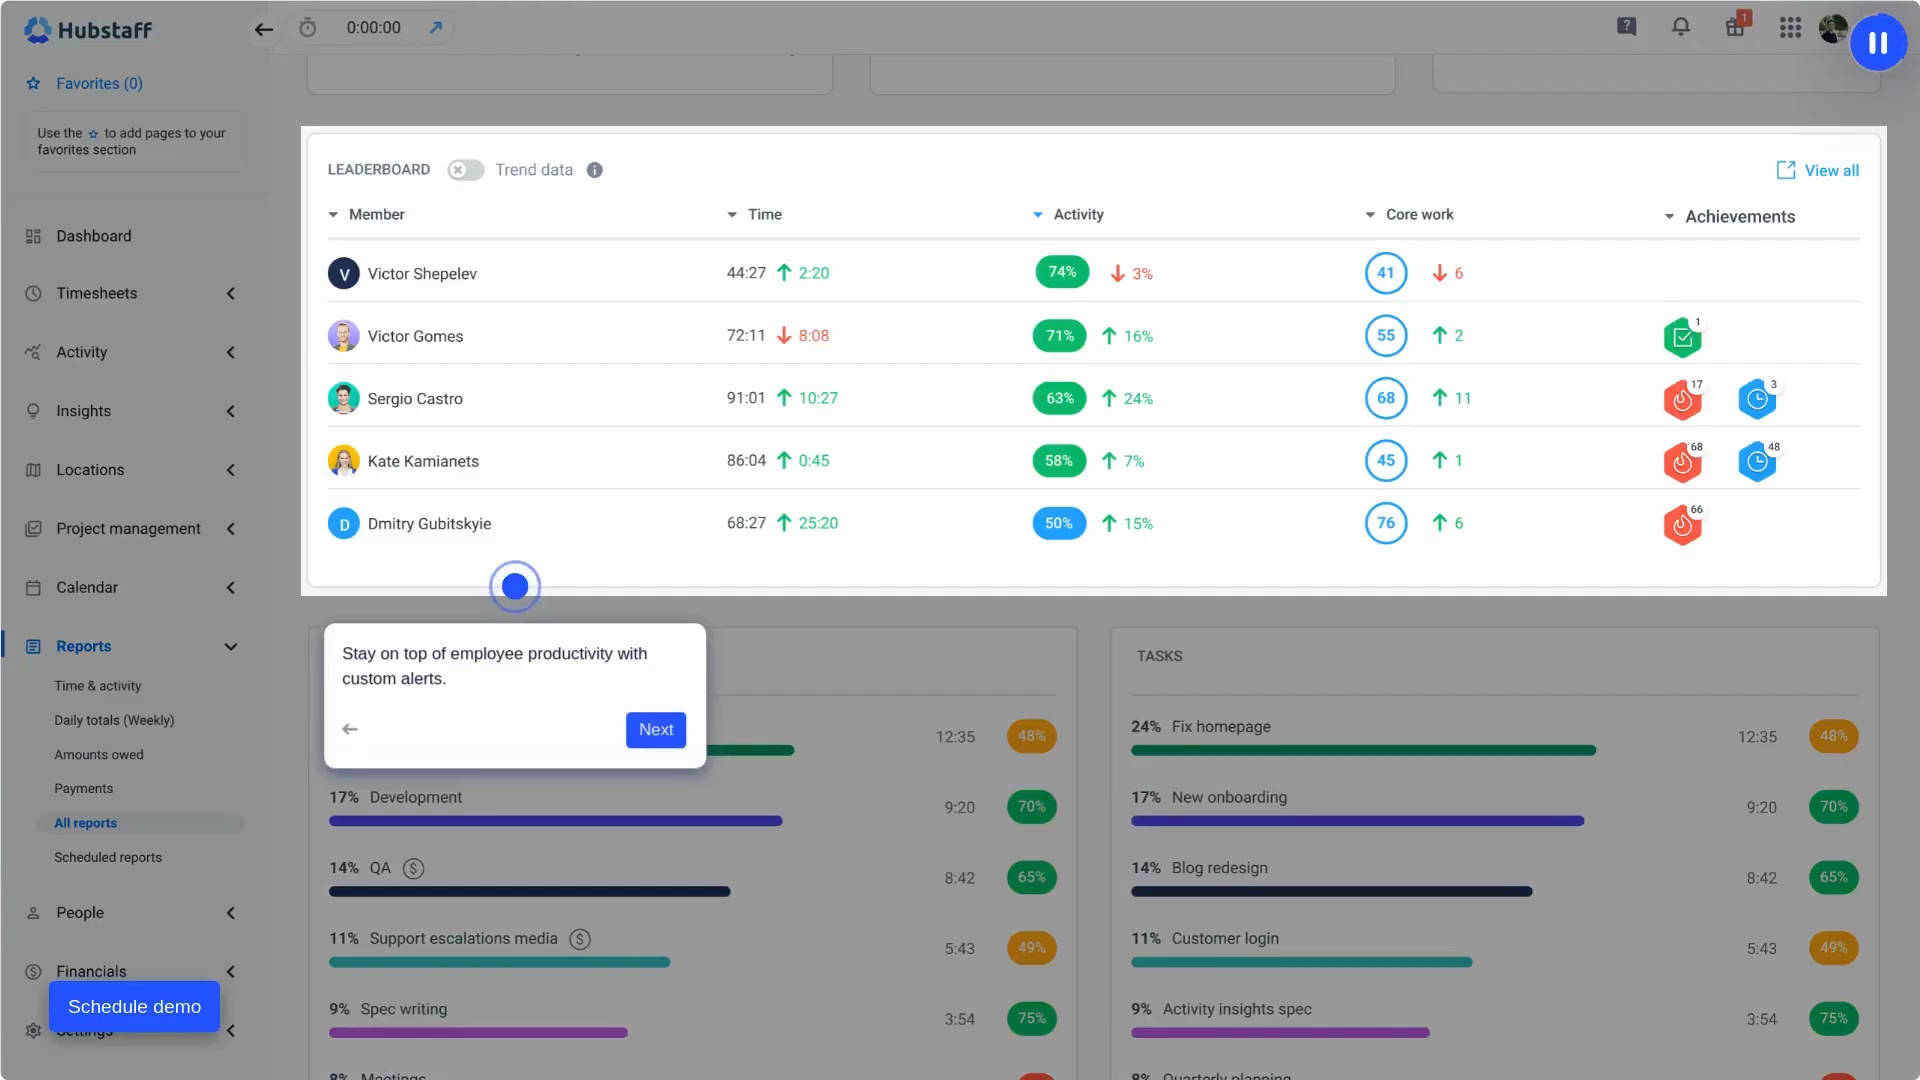 Hubstaff
0:00:00
1
Favorites (0)
Use the to add pages to your
favorites section
Dashboard
Timesheets
Activity
Insights
Locations
Project management
Calendar
Reports
Time & activity
Daily totals (Weekly)
Amounts owed
Payments
All reports
Scheduled reports
People
Financials
Schedule demo
Settings
LEADERBOARD Trend data View all
Member Time Activity Core work Achievements
V Victor Shepelev 44:27 2:20 74% 3% 41 6
Victor Gomes 72:11 8:08 71% 16% 55 2 1
Sergio Castro 91:01 10:27 63% 24% 68 11 17 3
Kate Kamianets 86:04 0:45 58% 7% 45 1 68 48
D Dmitry Gubitskyie 68:27 25:20 50% 15% 76 6 66
Stay on top of employee productivity with
custom alerts.
Next
12:35 48%
17% Development 9:20 70%
14% QA $ 8:42 65%
11% Support escalations media $ 5:43 49%
9% Spec writing 3:54 75%
8% Meetings
TASKS
24% Fix homepage 12:35 48%
17% New onboarding 9:20 70%
14% Blog redesign 8:42 65%
11% Customer login 5:43 49%
9% Activity insights spec 3:54 75%
8% Quarterly planning